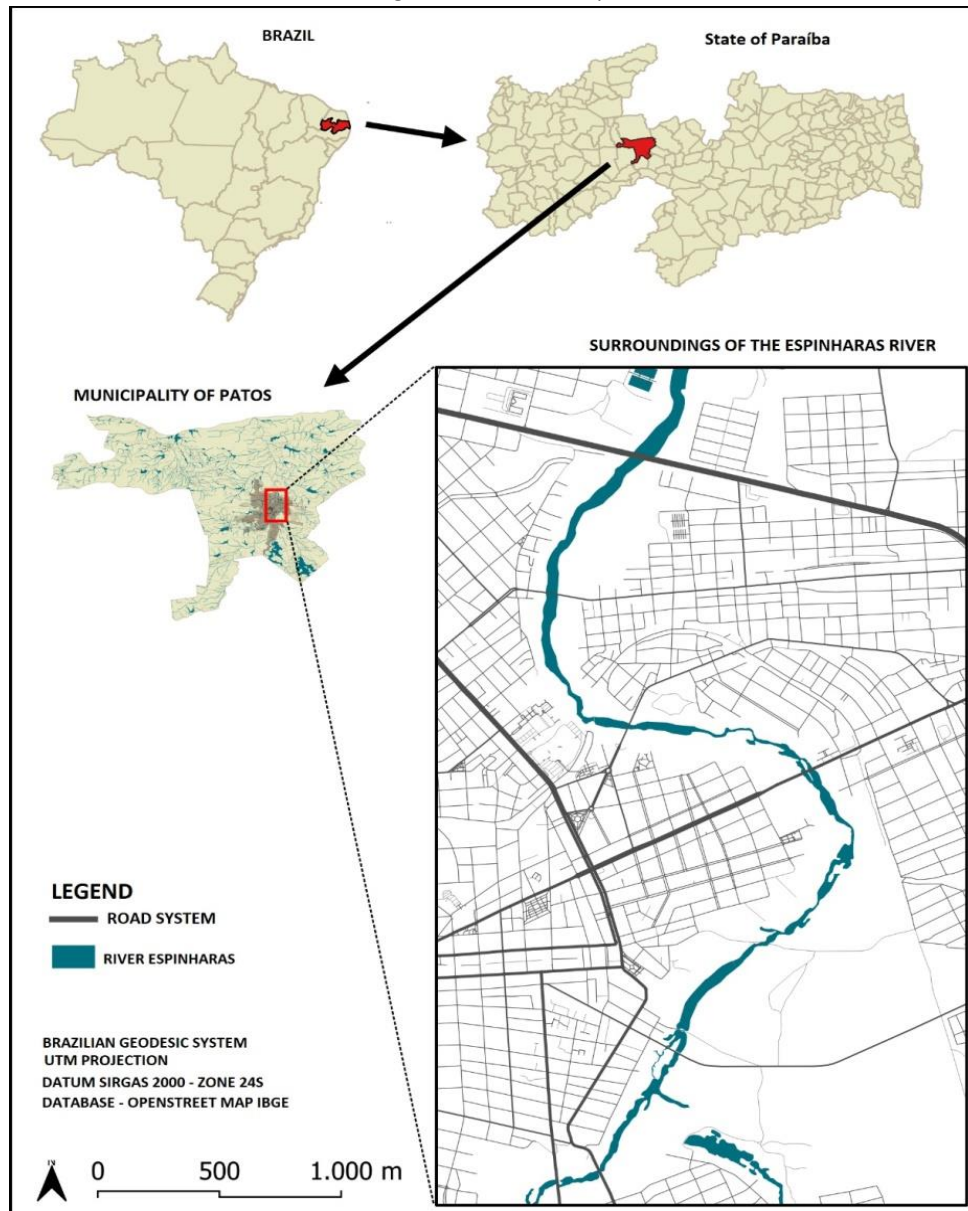 BRAZIL
State of Paraíba
SURROUNDINGS OF THE ESPINHARAS RIVER
MUNICIPALITY OF PATOS
LEGEND
ROAD SYSTEM
RIVER ESPINHARAS
BRAZILIAN GEODESIC SYSTEM
UTM PROJECTION
DATUM SIRGAS 2000 - ZONE 24S
DATABASE - OPENSTREET MAP IBGE
N
0 500 1.000 m